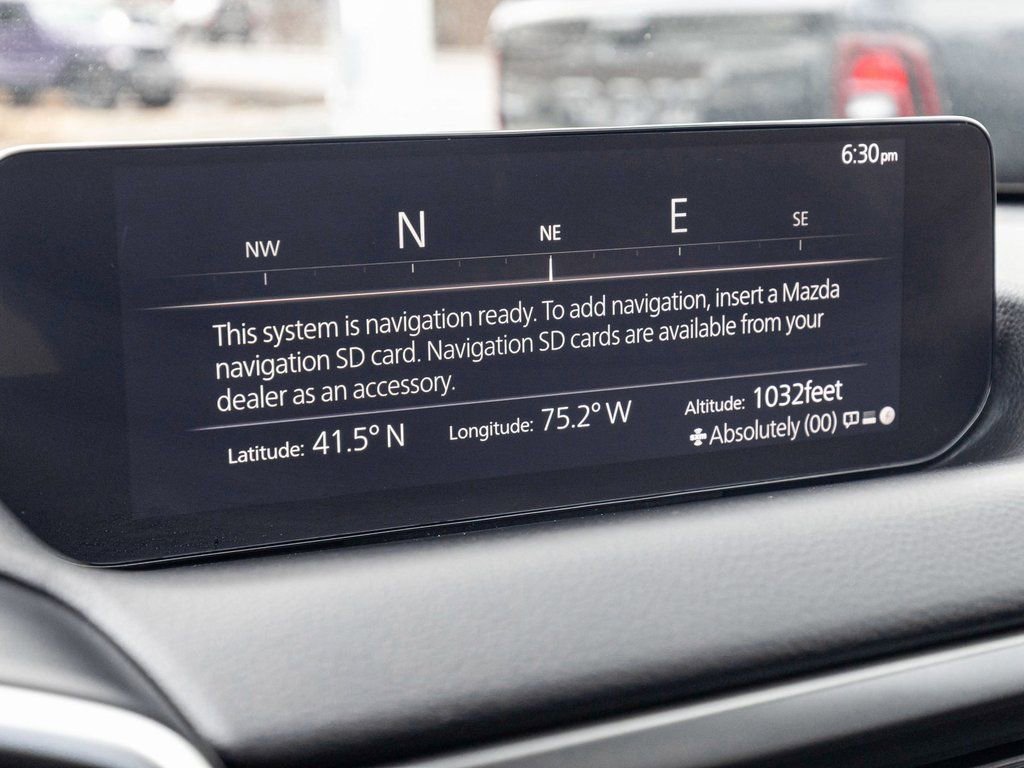 6:30pm
NW N NE E SE
This system is navigation ready. To add navigation, insert a Mazda
navigation SD card. Navigation SD cards are available from your
dealer as an accessory.
Latitude: 41.5° N Longitude: 75.2° W Altitude: 1032feet
Absolutely (00)